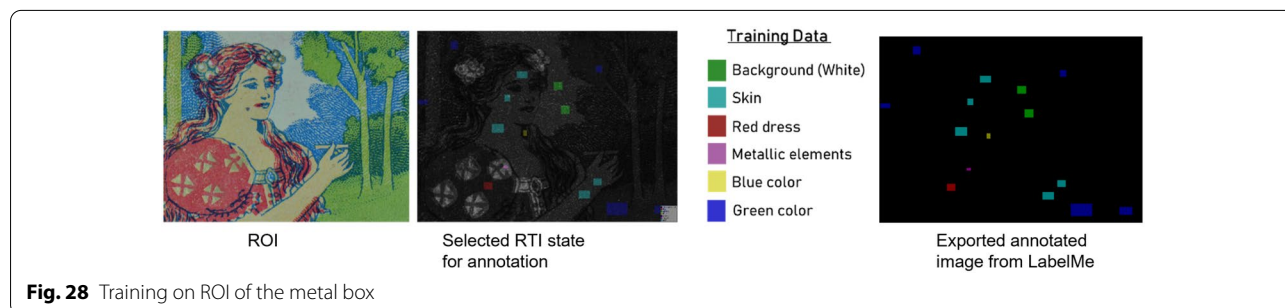 Training Data
Background (White)
Skin
Red dress
Metallic elements
Blue color
Green color
ROI
Selected RTI state
for annotation
Exported annotated
image from LabelMe
Fig. 28 Training on ROI of the metal box